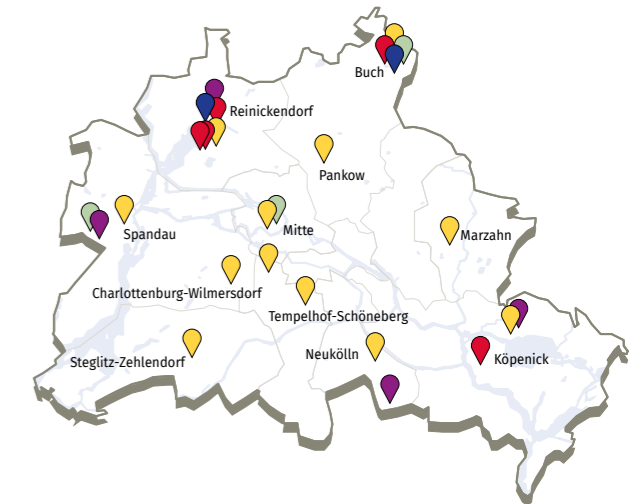 Buch
Reinickendorf
Pankow
Spandau
Mitte
Marzahn
Charlottenburg-Wilmersdorf
Tempelhof-Schöneberg
Neukölln
Köpenick
Steglitz-Zehlendorf